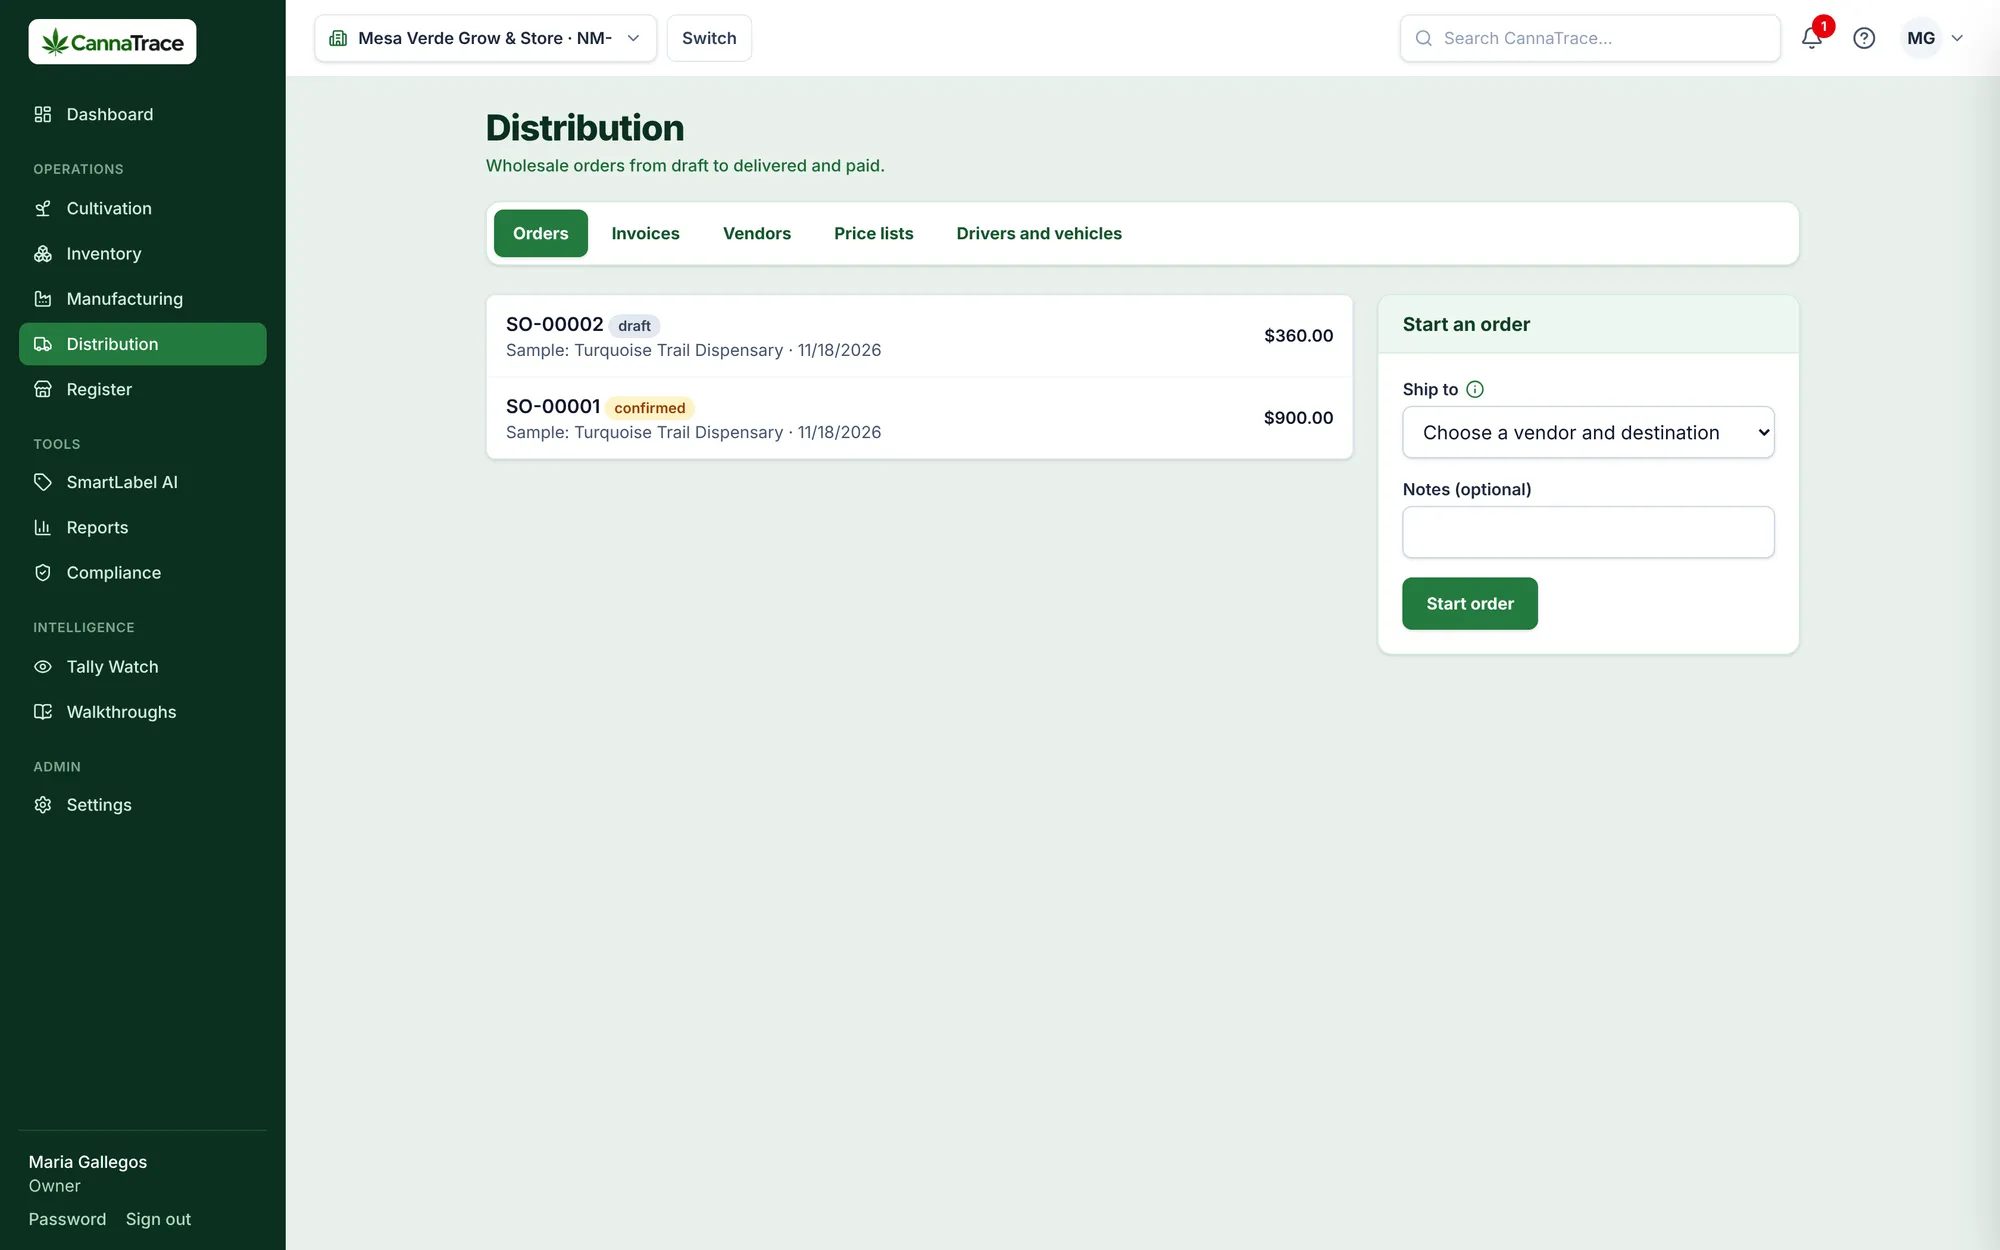 CannaTrace
Mesa Verde Grow & Store · NM-
Switch
Search CannaTrace...
1
MG
Dashboard
OPERATIONS
Cultivation
Inventory
Manufacturing
Distribution
Register
TOOLS
SmartLabel AI
Reports
Compliance
INTELLIGENCE
Tally Watch
Walkthroughs
ADMIN
Settings
Maria Gallegos
Owner
Password Sign out
Distribution
Wholesale orders from draft to delivered and paid.
Orders Invoices Vendors Price lists Drivers and vehicles
SO-00002 draft
Sample: Turquoise Trail Dispensary · 11/18/2026
$360.00
SO-00001 confirmed
Sample: Turquoise Trail Dispensary · 11/18/2026
$900.00
Start an order
Ship to
Choose a vendor and destination
Notes (optional)
Start order